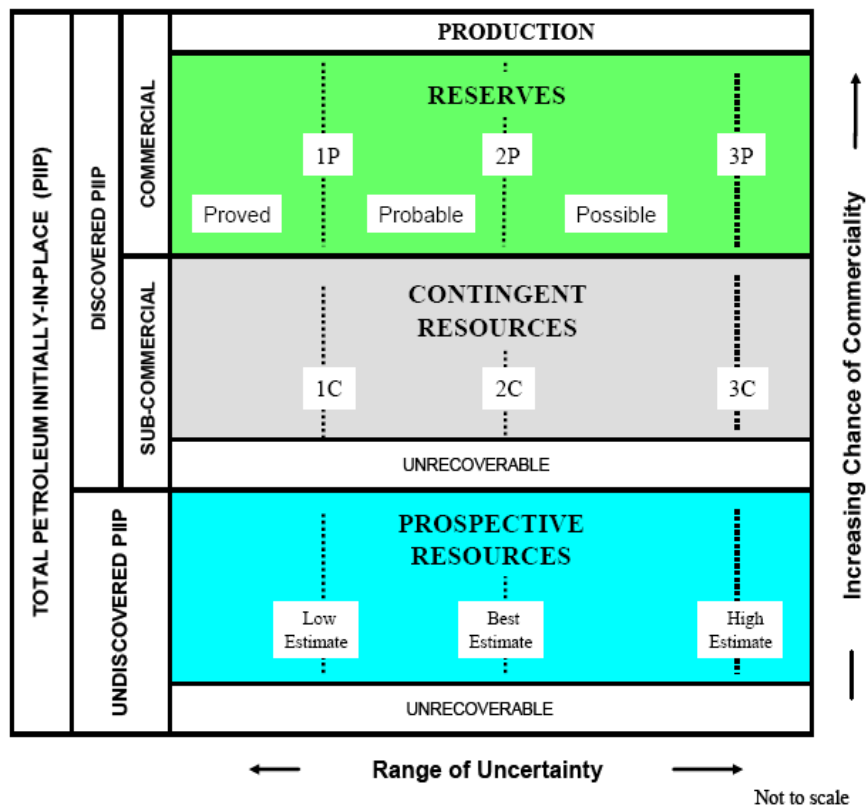 TOTAL PETROLEUM INITIALLY-IN-PLACE (PIIP)
DISCOVERED PIIP
UNDISCOVERED PIIP
COMMERCIAL
SUB-COMMERCIAL
PRODUCTION
RESERVES
1P
2P
3P
Proved
Probable
Possible
CONTINGENT
RESOURCES
1C
2C
3C
UNRECOVERABLE
PROSPECTIVE
RESOURCES
Low
Estimate
Best
Estimate
High
Estimate
UNRECOVERABLE
Increasing Chance of Commerciality
Range of Uncertainty
Not to scale